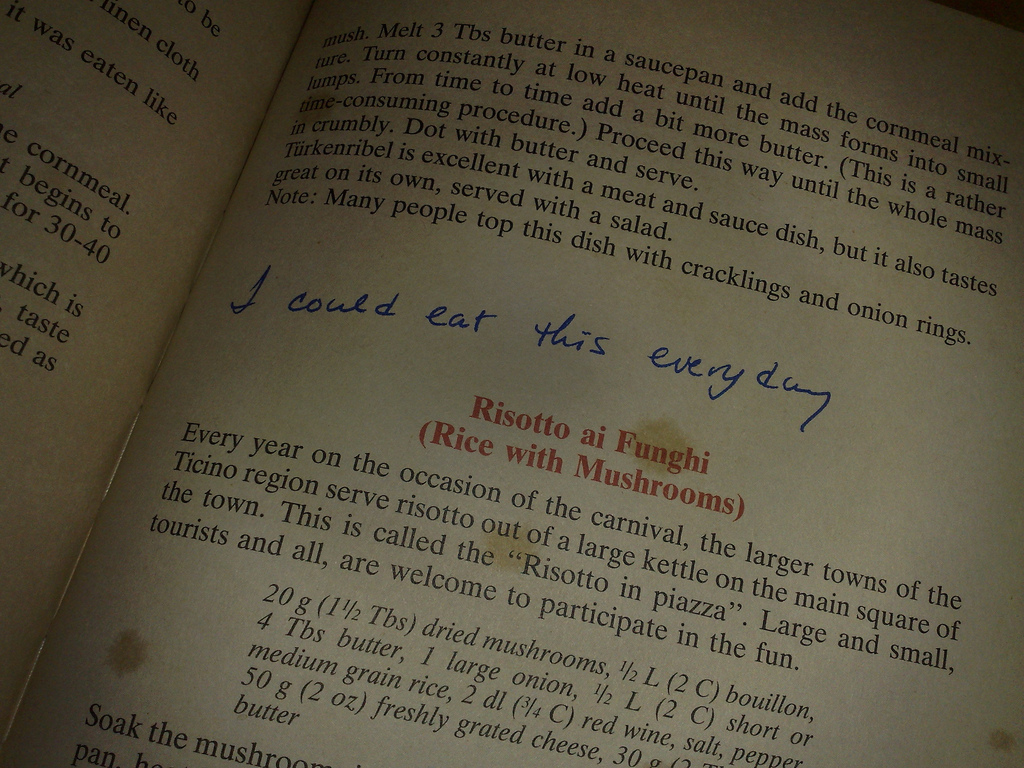 to be
linen cloth
it was eaten like
al
e cornmeal.
t begins to
for 30-40
which is
, taste
ed as
mush. Melt 3 Tbs butter in a saucepan and add the cornmeal mix-
ture. Turn constantly at low heat until the mass forms into small
lumps. From time to time add a bit more butter. (This is a rather
time-consuming procedure.) Proceed this way until the whole mass
in crumbly. Dot with butter and serve.
Türkenribel is excellent with a meat and sauce dish, but it also tastes
great on its own, served with a salad.
Note: Many people top this dish with cracklings and onion rings.
I could eat this everyday
Risotto ai Funghi
(Rice with Mushrooms)
Every year on the occasion of the carnival, the larger towns of the
Ticino region serve risotto out of a large kettle on the main square of
the town. This is called the “Risotto in piazza”. Large and small,
tourists and all, are welcome to participate in the fun.
20 g (1½ Tbs) dried mushrooms, ½ L (2 C) bouillon,
4 Tbs butter, 1 large onion, ½ L (2 C) short or
medium grain rice, 2 dl (¾ C) red wine, salt, pepper
50 g (2 oz) freshly grated cheese, 30 g (2
butter
Soak the mushroom
pan,